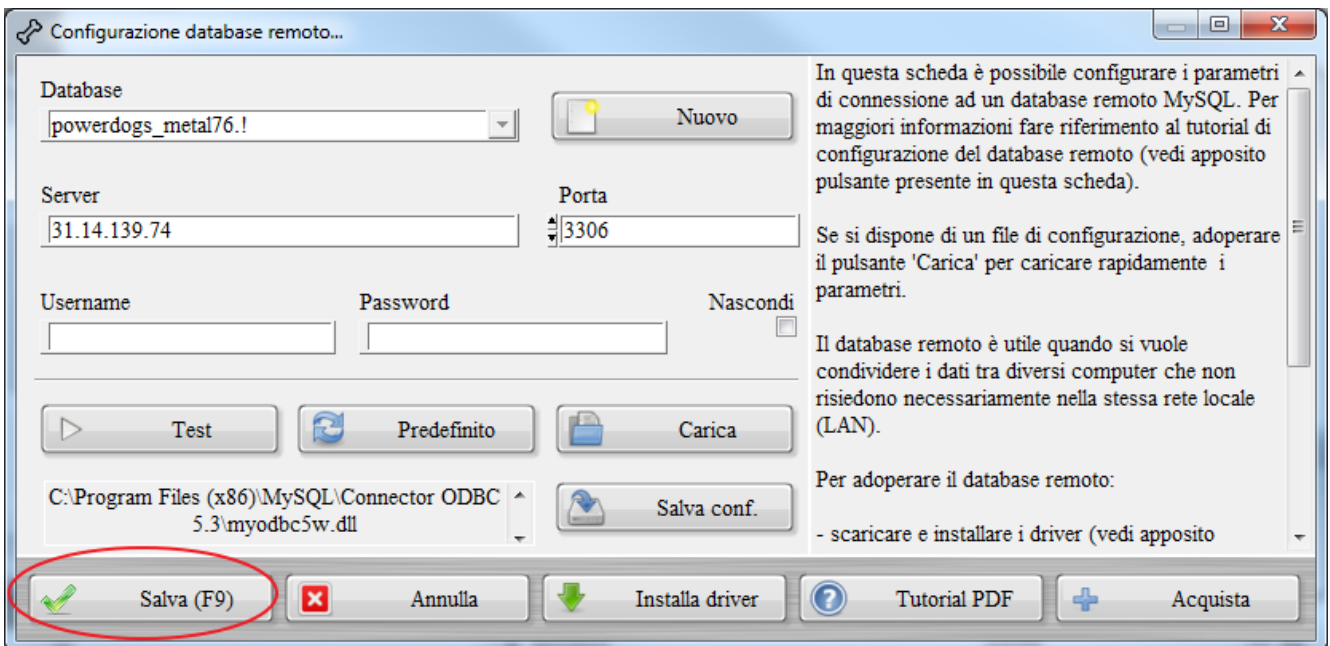 Configurazione database remoto...
Database
powerdogs_metal76.!
Nuovo
Server
Porta
31.14.139.74
3306
Username
Password
Nascondi
Test
Predefinito
Carica
C:\Program Files (x86)\MySQL\Connector ODBC
5.3\myodbc5w.dll
Salva conf.
In questa scheda è possibile configurare i parametri
di connessione ad un database remoto MySQL. Per
maggiori informazioni fare riferimento al tutorial di
configurazione del database remoto (vedi apposito
pulsante presente in questa scheda).
Se si dispone di un file di configurazione, adoperare
il pulsante 'Carica' per caricare rapidamente i
parametri.
Il database remoto è utile quando si vuole
condividere i dati tra diversi computer che non
risiedono necessariamente nella stessa rete locale
(LAN).
Per adoperare il database remoto:
- scaricare e installare i driver (vedi apposito
Salva (F9)
Annulla
Installa driver
Tutorial PDF
Acquista